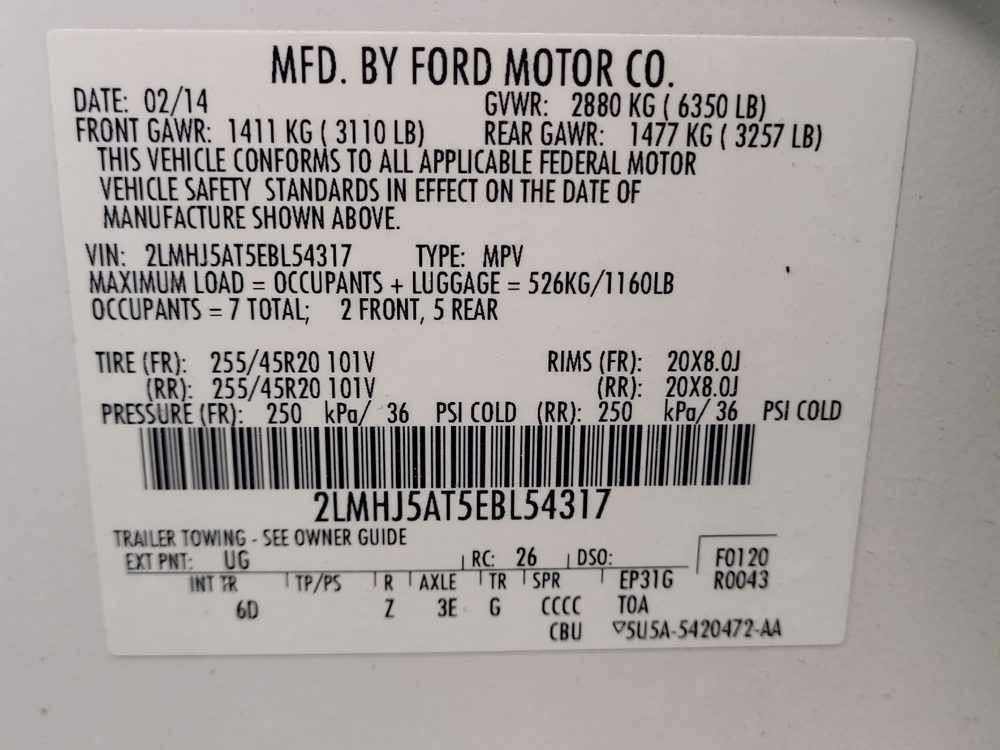 MFD. BY FORD MOTOR CO.
DATE: 02/14 GVWR: 2880 KG ( 6350 LB)
FRONT GAWR: 1411 KG ( 3110 LB) REAR GAWR: 1477 KG ( 3257 LB)
THIS VEHICLE CONFORMS TO ALL APPLICABLE FEDERAL MOTOR
VEHICLE SAFETY STANDARDS IN EFFECT ON THE DATE OF
MANUFACTURE SHOWN ABOVE.
VIN: 2LMHJ5AT5EBL54317 TYPE: MPV
MAXIMUM LOAD = OCCUPANTS + LUGGAGE = 526KG/1160LB
OCCUPANTS = 7 TOTAL; 2 FRONT, 5 REAR
TIRE (FR): 255/45R20 101V RIMS (FR): 20X8.0J
(RR): 255/45R20 101V (RR): 20X8.0J
PRESSURE (FR): 250 kPa/ 36 PSI COLD (RR): 250 kPa/ 36 PSI COLD
2LMHJ5AT5EBL54317
TRAILER TOWING - SEE OWNER GUIDE
EXT PNT: UG RC: 26 DSO: F0120
INT TR TP/PS R AXLE TR SPR EP31G R0043
6D Z 3E G CCCC TOA
CBU ▽5U5A-5420472-AA